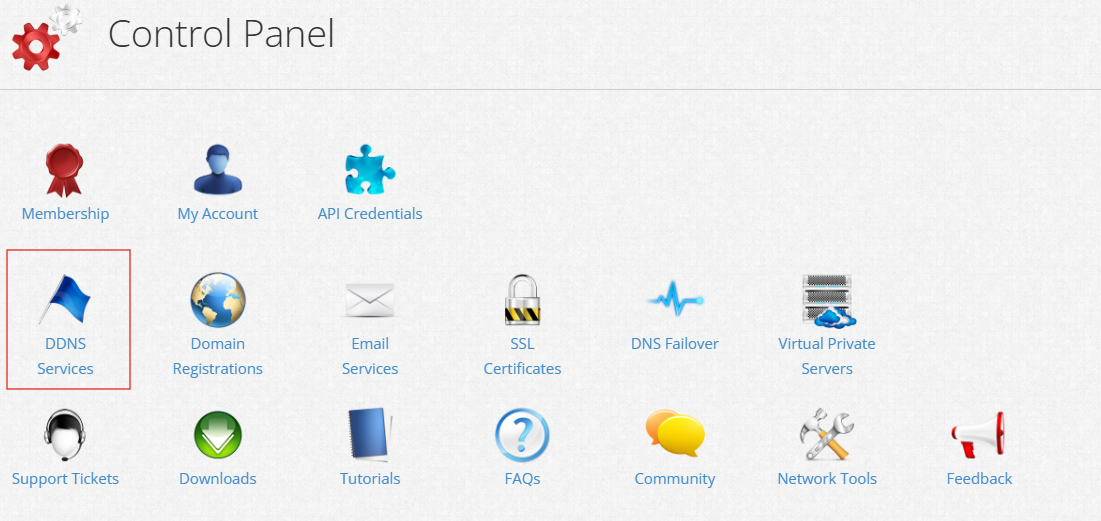 Control Panel
Membership
My Account
API Credentials
DDNS
Services
Domain
Registrations
Email
Services
SSL
Certificates
DNS Failover
Virtual Private
Servers
Support Tickets
Downloads
Tutorials
FAQs
Community
Network Tools
Feedback